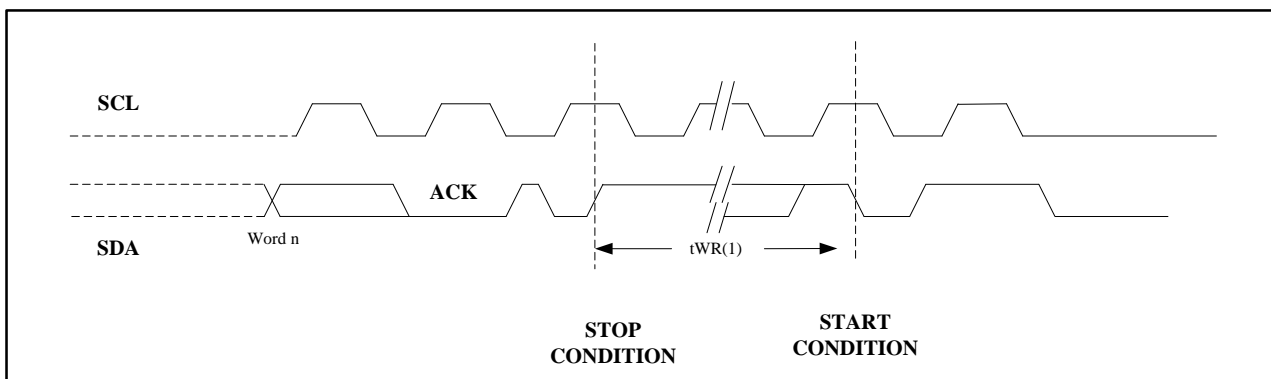 SCL
ACK
SDA
Word n
tWR(1)
STOP
CONDITION
START
CONDITION